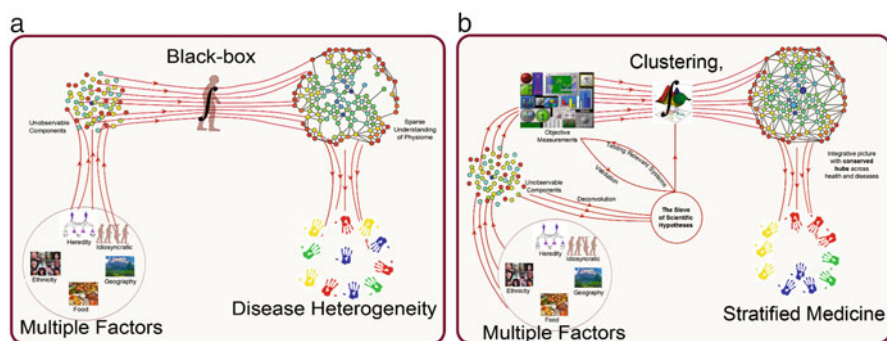 a
Black-box
Unobservable
Components
Sparse
Understanding
of Physiome
Heredity
Idiosyncratic
Ethnicity
Geography
Food
Multiple Factors
Disease Heterogeneity
b
Clustering,
Objective
Measurements
Testing, Relevant Systems
Validation
Unobservable
Components
Deconvolution
The Sieve
of Scientific
Hypotheses
Integrative picture
with conserved
hubs across
health and diseases
Heredity
Idiosyncratic
Ethnicity
Geography
Food
Multiple Factors
Stratified Medicine